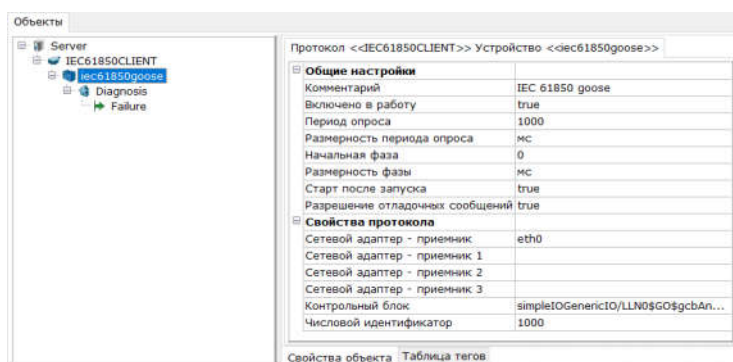 Объекты
Server
IEC61850CLIENT
iec61850goose
Diagnosis
Failure
Протокол <<IEC61850CLIENT>> Устройство <<iec61850goose>>
Общие настройки
Комментарий IEC 61850 goose
Включено в работу true
Период опроса 1000
Размерность периода опроса мс
Начальная фаза 0
Размерность фазы мс
Старт после запуска true
Разрешение отладочных сообщений true
Свойства протокола
Сетевой адаптер - приемник eth0
Сетевой адаптер - приемник 1
Сетевой адаптер - приемник 2
Сетевой адаптер - приемник 3
Контрольный блок simpleIOGenericIO/LLN0$GO$gcbAn...
Числовой идентификатор 1000
Свойства объекта Таблица тегов